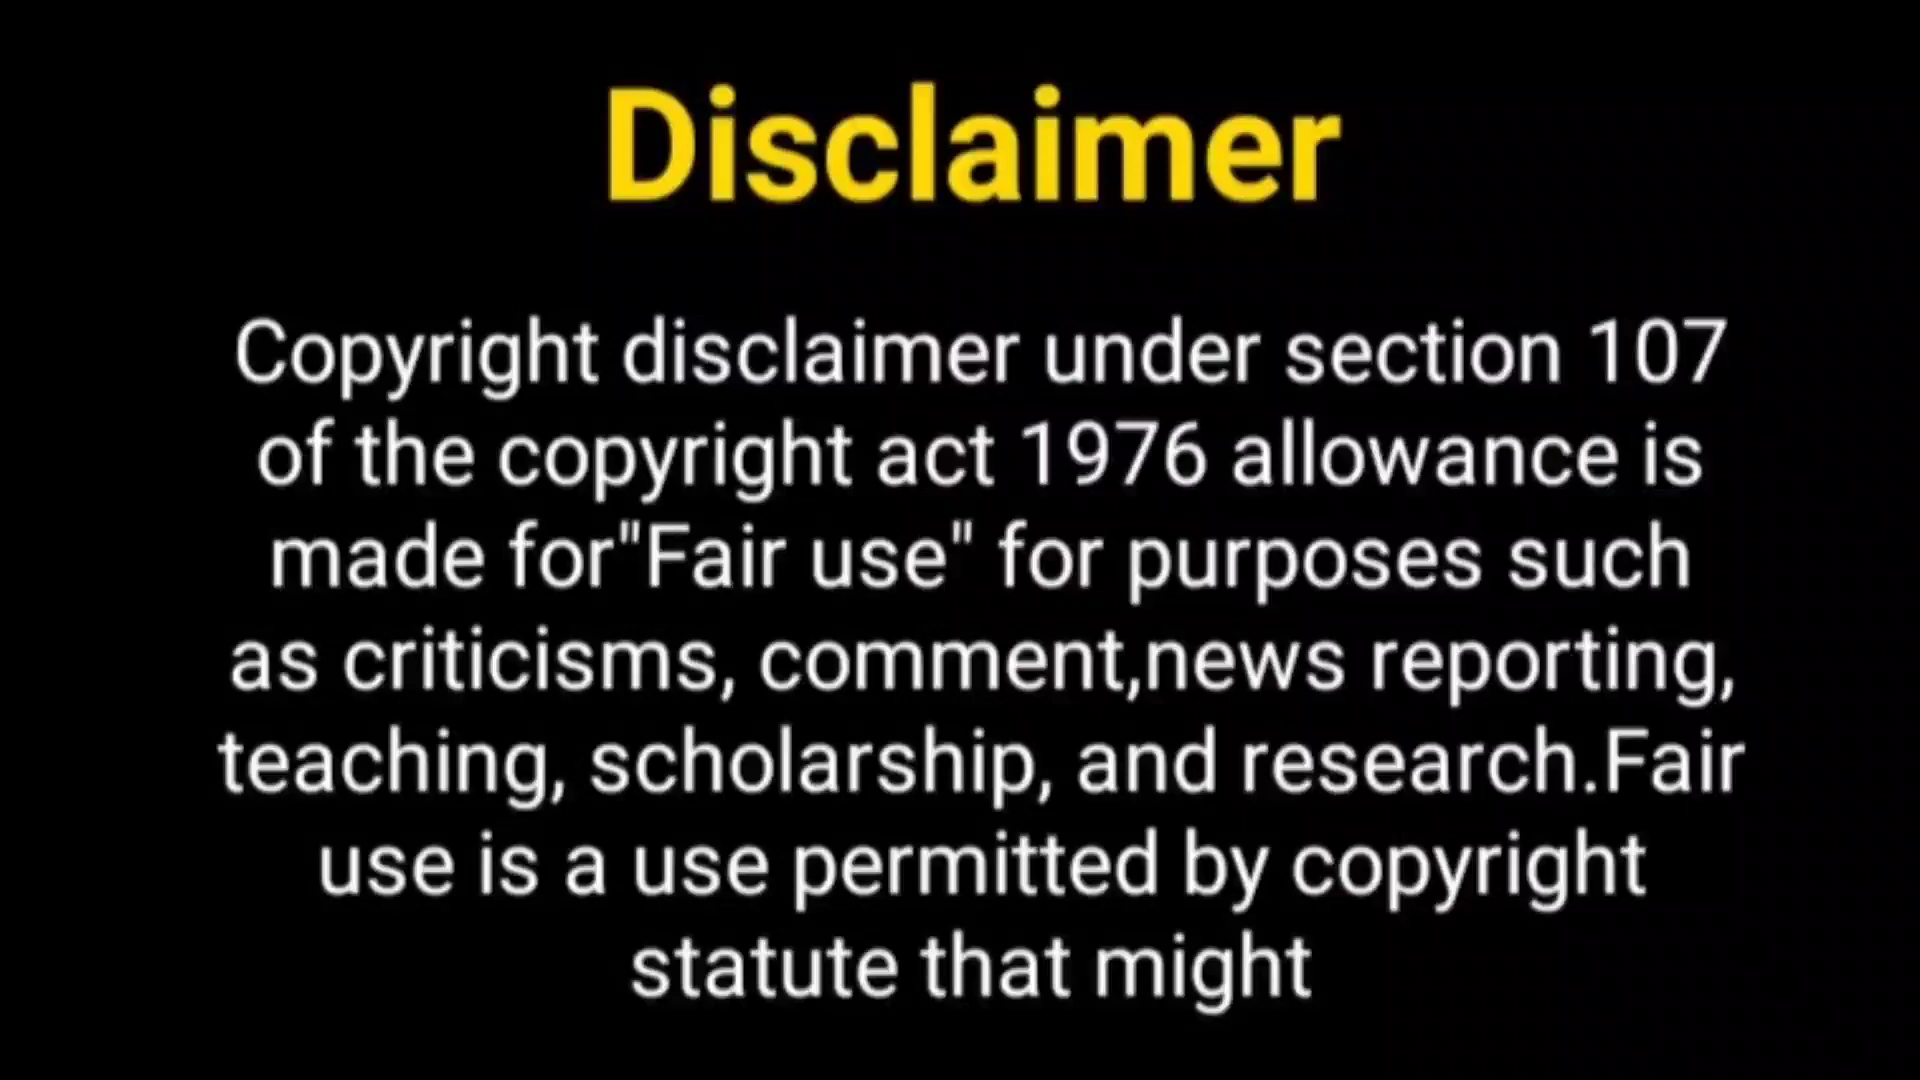 Disclaimer
Copyright disclaimer under section 107
of the copyright act 1976 allowance is
made for"Fair use" for purposes such
as criticisms, comment,news reporting,
teaching, scholarship, and research.Fair
use is a use permitted by copyright
statute that might